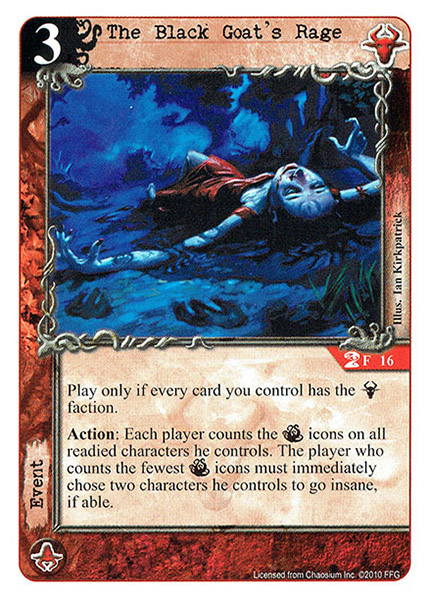 3
The Black Goat's Rage
Illus. Ian Kirkpatrick
F 16
Play only if every card you control has the
faction.
Action: Each player counts the icons on all
readied characters he controls. The player who
counts the fewest icons must immediately
chose two characters he controls to go insane,
if able.
Event
Licensed from Chaosium Inc. ©2010 FFG